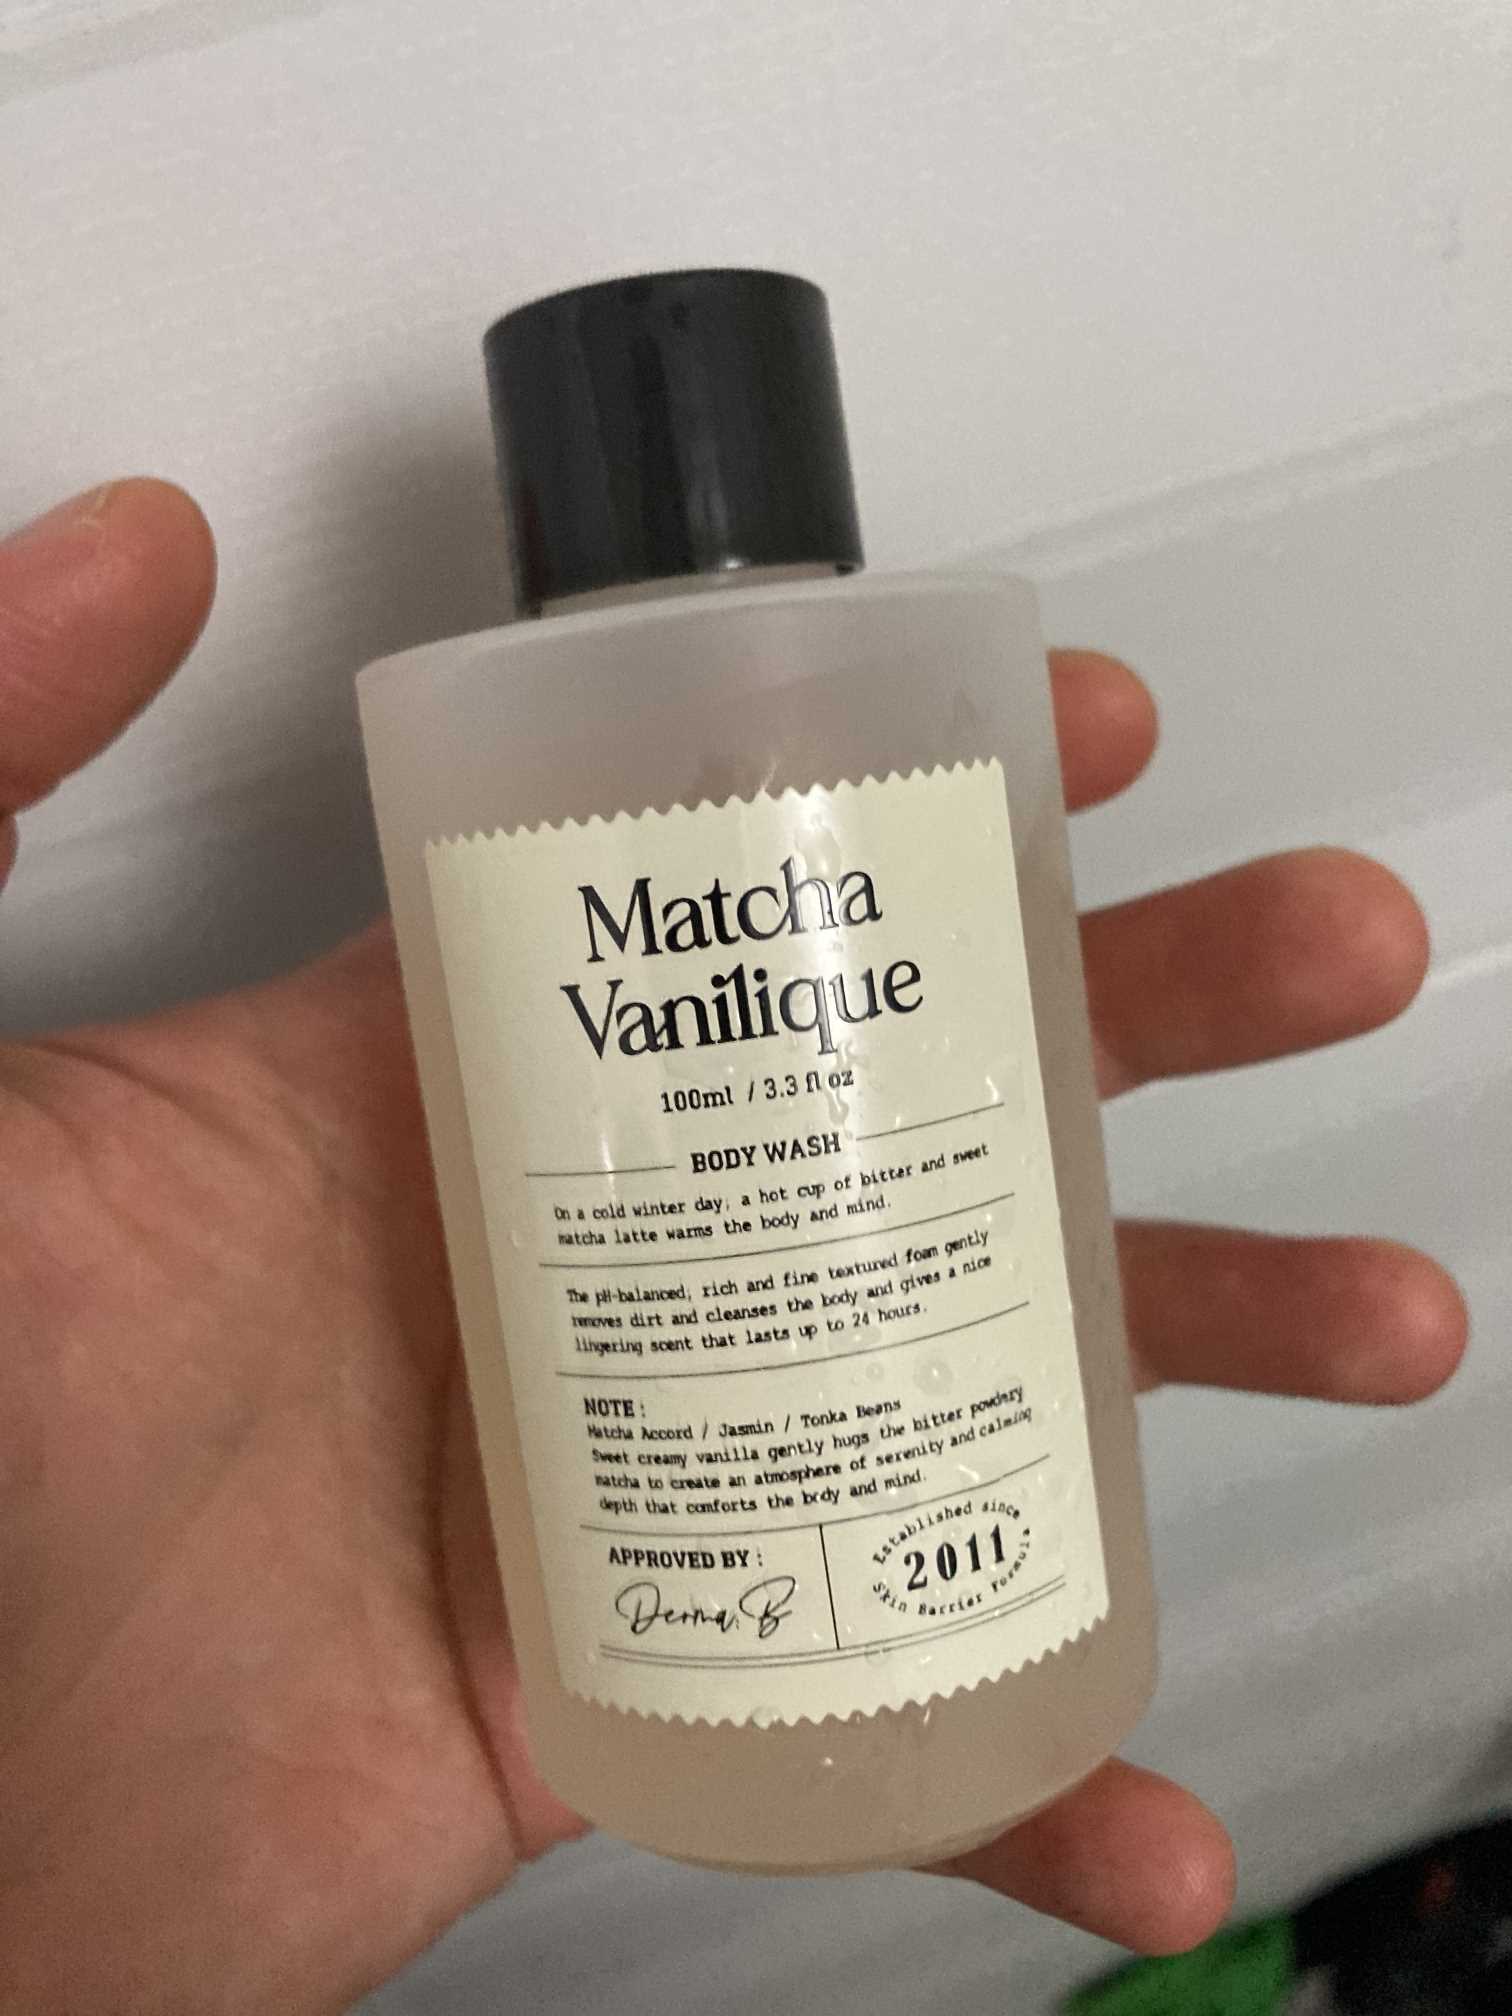 Matcha
Vanilique
100ml / 3.3 fl oz
BODY WASH
On a cold winter day, a hot cup of bitter and sweet
matcha latte warms the body and mind.
The pH-balanced, rich and fine textured foam gently
removes dirt and cleanses the body and gives a nice
lingering scent that lasts up to 24 hours.
NOTE :
Matcha Accord / Jasmin / Tonka Beans
Sweet creamy vanilla gently hugs the bitter powdery
matcha to create an atmosphere of serenity and calming
depth that comforts the body and mind.
APPROVED BY :
Derma:B
Established since
2011
Skin Barrier Formula